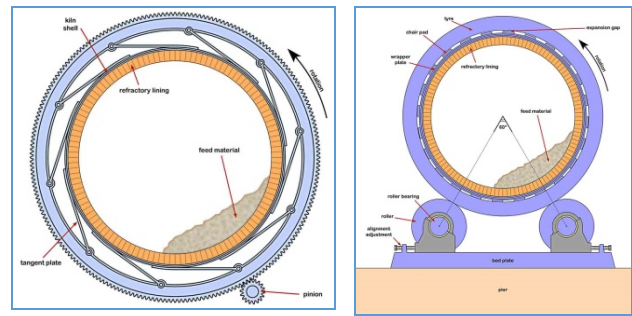 kiln
shell
refractory lining
rotation
feed material
tangent plate
pinion
tyre
expansion gap
chair pad
wrapper
plate
refractory lining
rotation
feed material
60°
roller bearing
roller
alignment
adjustment
bed plate
pier